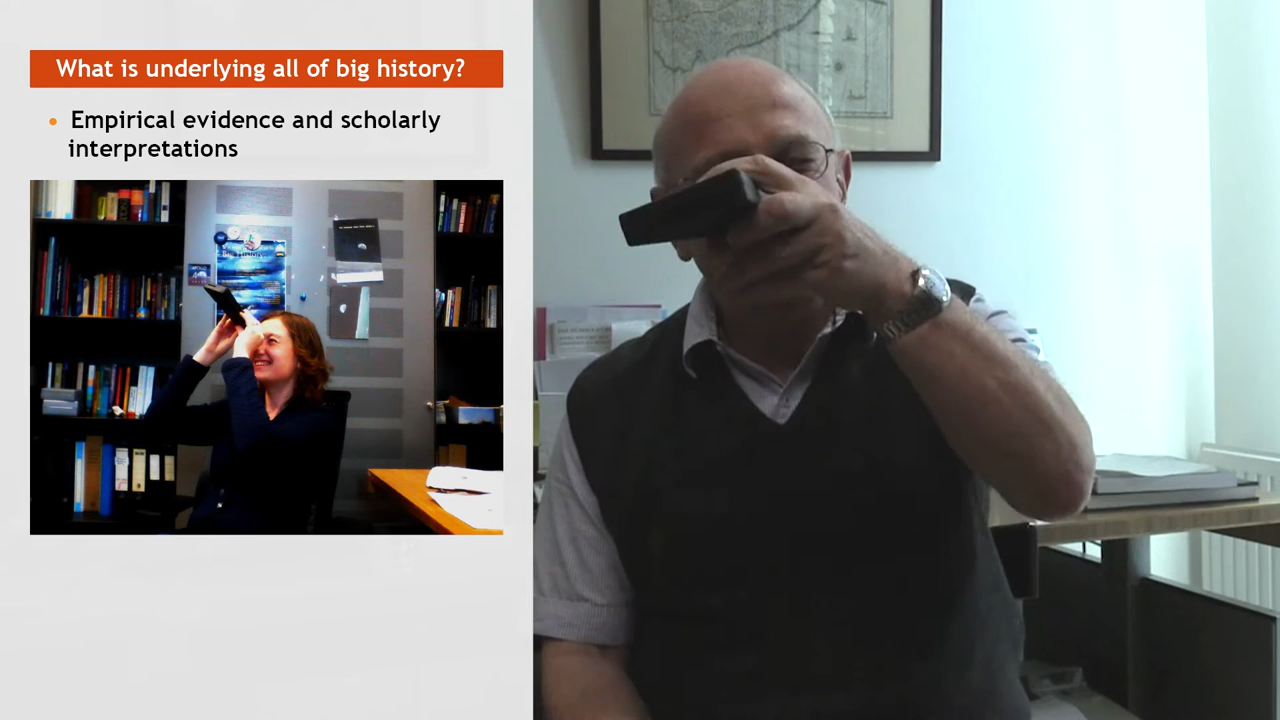 What is underlying all of big history?
• Empirical evidence and scholarly
interpretations